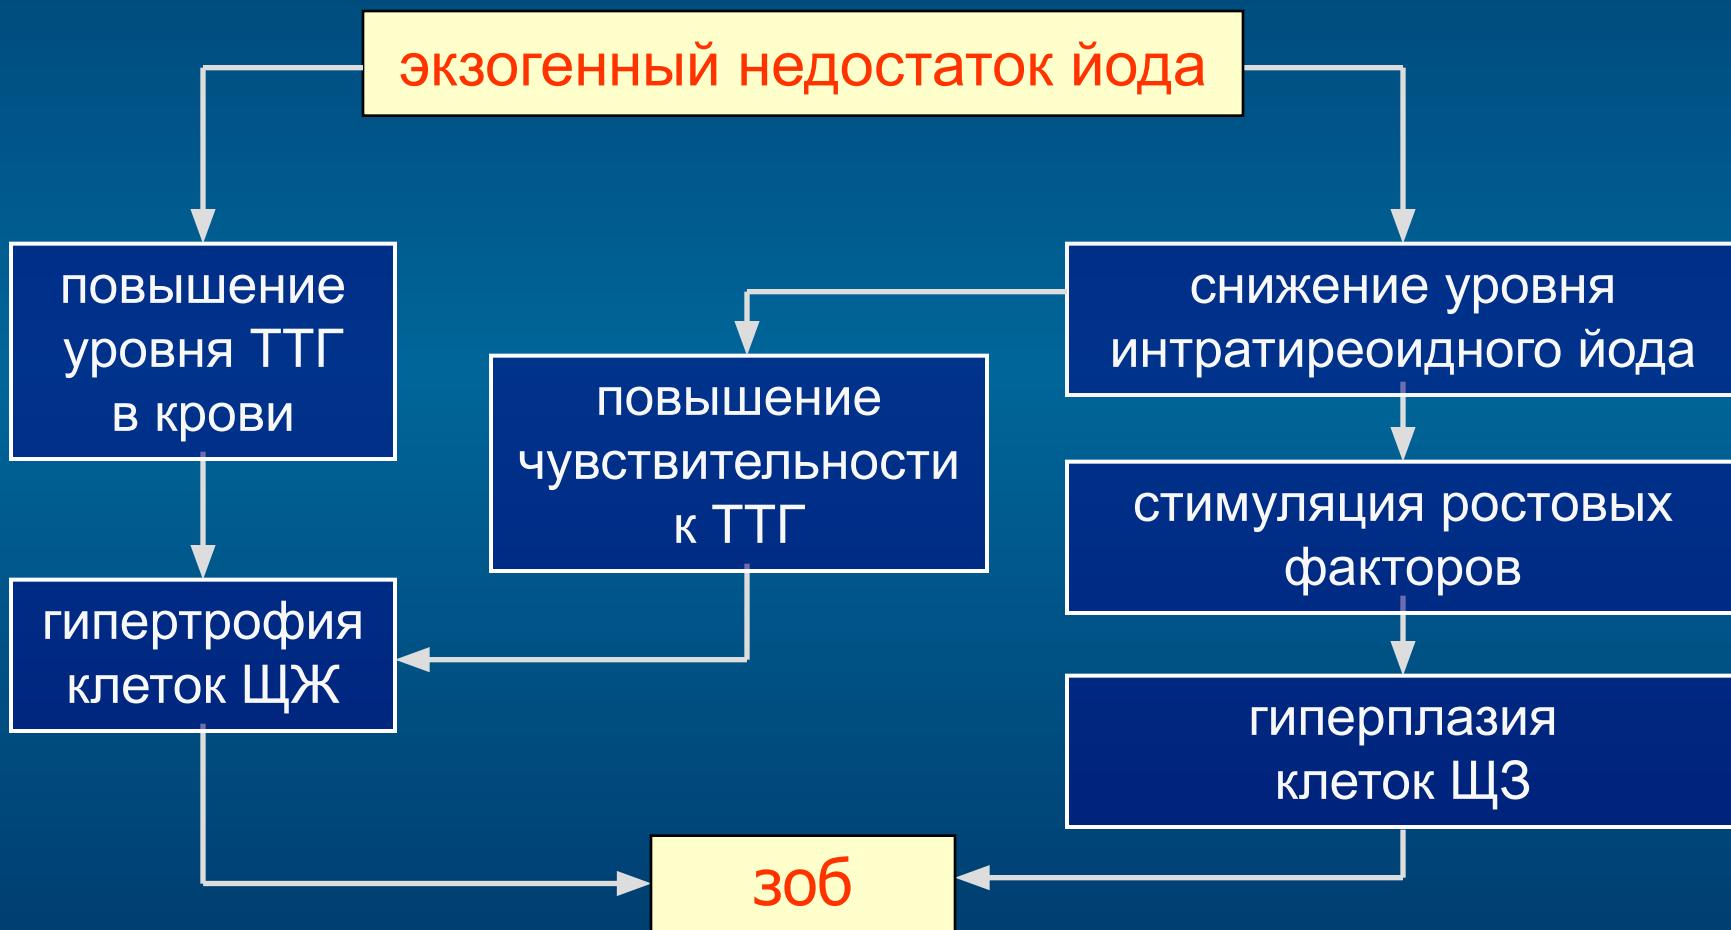 экзогенный недостаток йода
повышение
уровня ТТГ
в крови
снижение уровня
интратиреоидного йода
повышение
чувствительности
к ТТГ
стимуляция ростовых
факторов
гипертрофия
клеток ЩЖ
гиперплазия
клеток ЩЗ
зоб